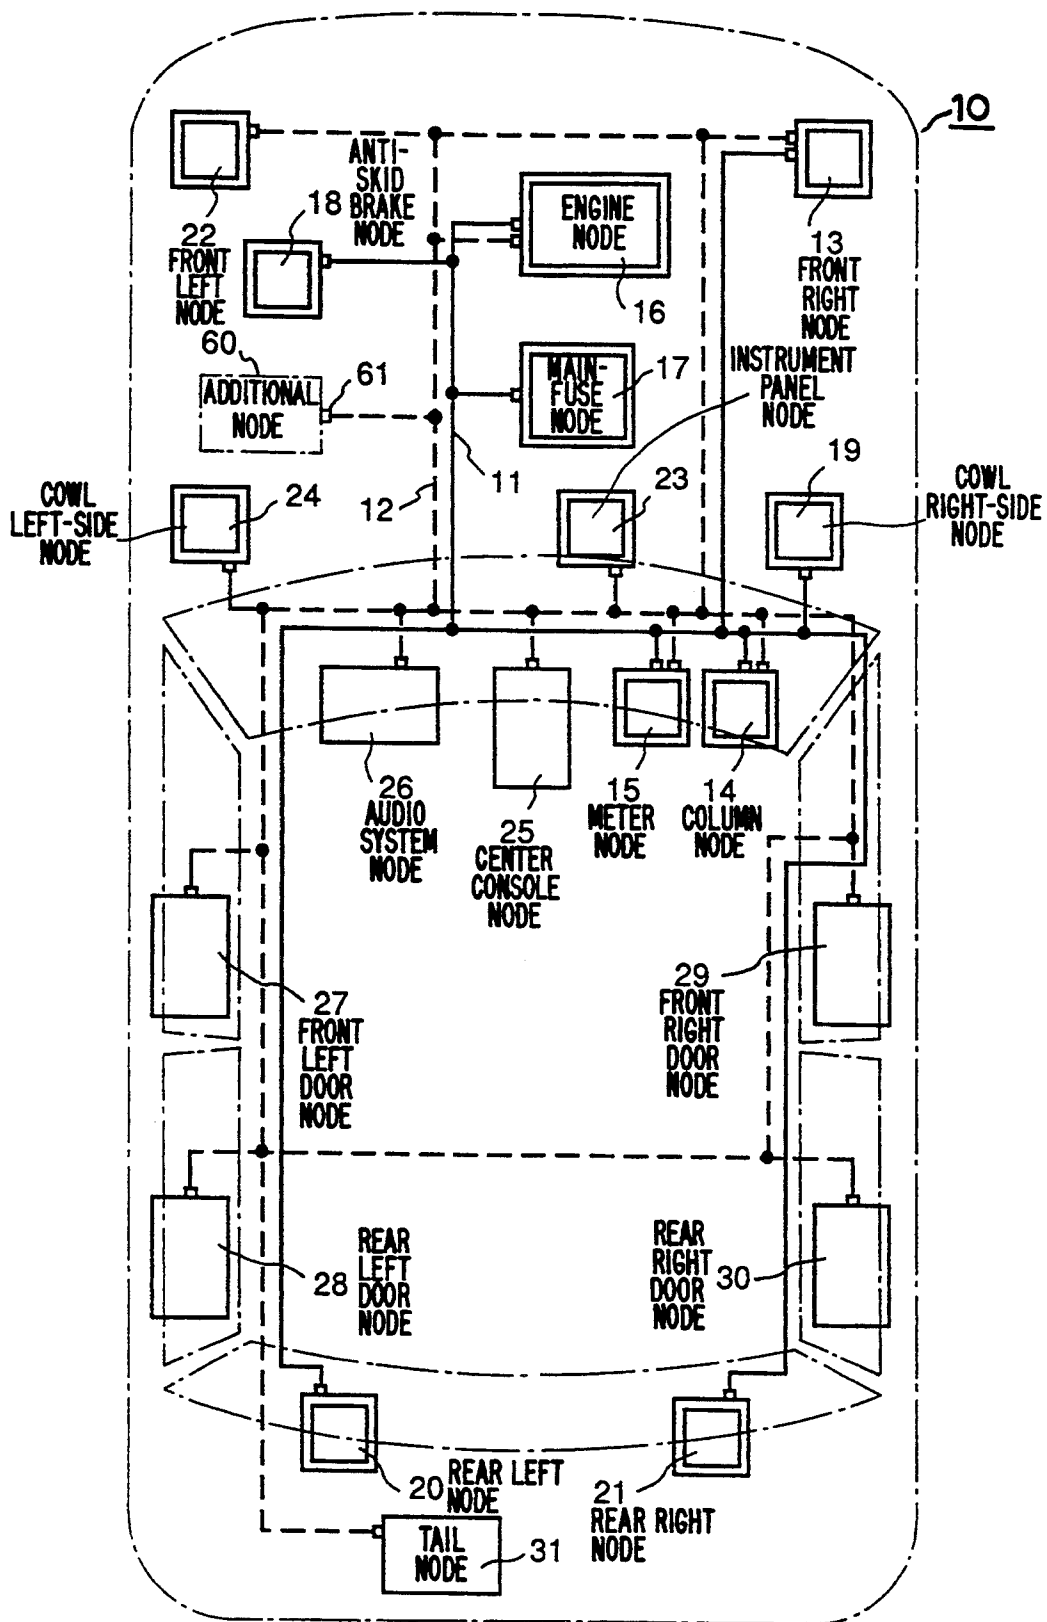 10
ANTI-
SKID
BRAKE
NODE
18
22
FRONT
LEFT
NODE
ENGINE
NODE
16
13
FRONT
RIGHT
NODE
60
ADDITIONAL
NODE
61
MAIN-
FUSE
NODE
17
INSTRUMENT
PANEL
NODE
11
12
COWL
LEFT-SIDE
NODE
24
23
19
COWL
RIGHT-SIDE
NODE
26
AUDIO
SYSTEM
NODE
25
CENTER
CONSOLE
NODE
15
METER
NODE
14
COLUMN
NODE
27
FRONT
LEFT
DOOR
NODE
29
FRONT
RIGHT
DOOR
NODE
28
REAR
LEFT
DOOR
NODE
REAR
RIGHT
DOOR
NODE
30
20
REAR LEFT
NODE
21
REAR RIGHT
NODE
TAIL
NODE
31